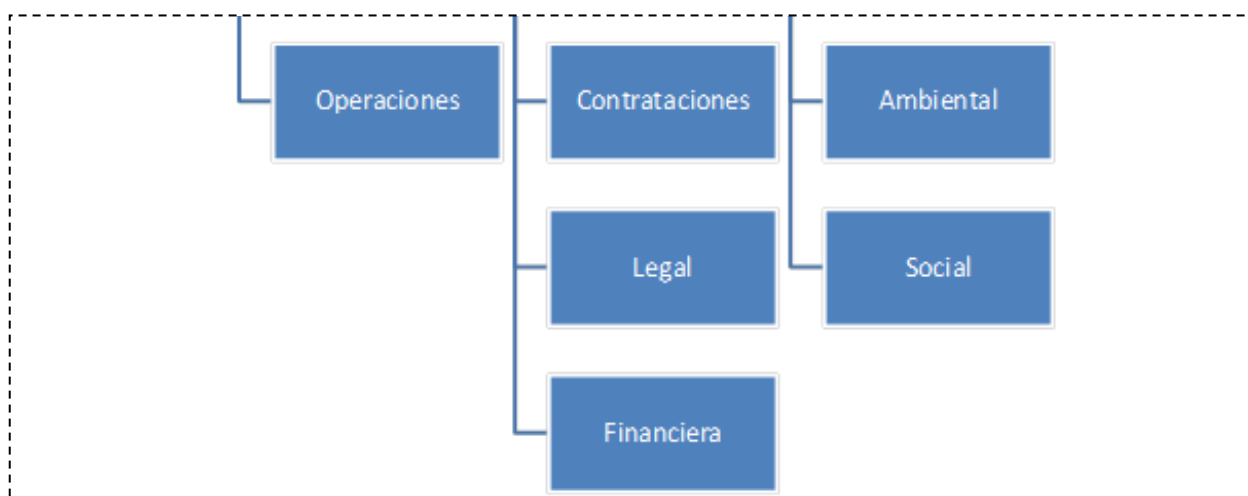 Operaciones
Contrataciones
Ambiental
Legal
Social
Financiera